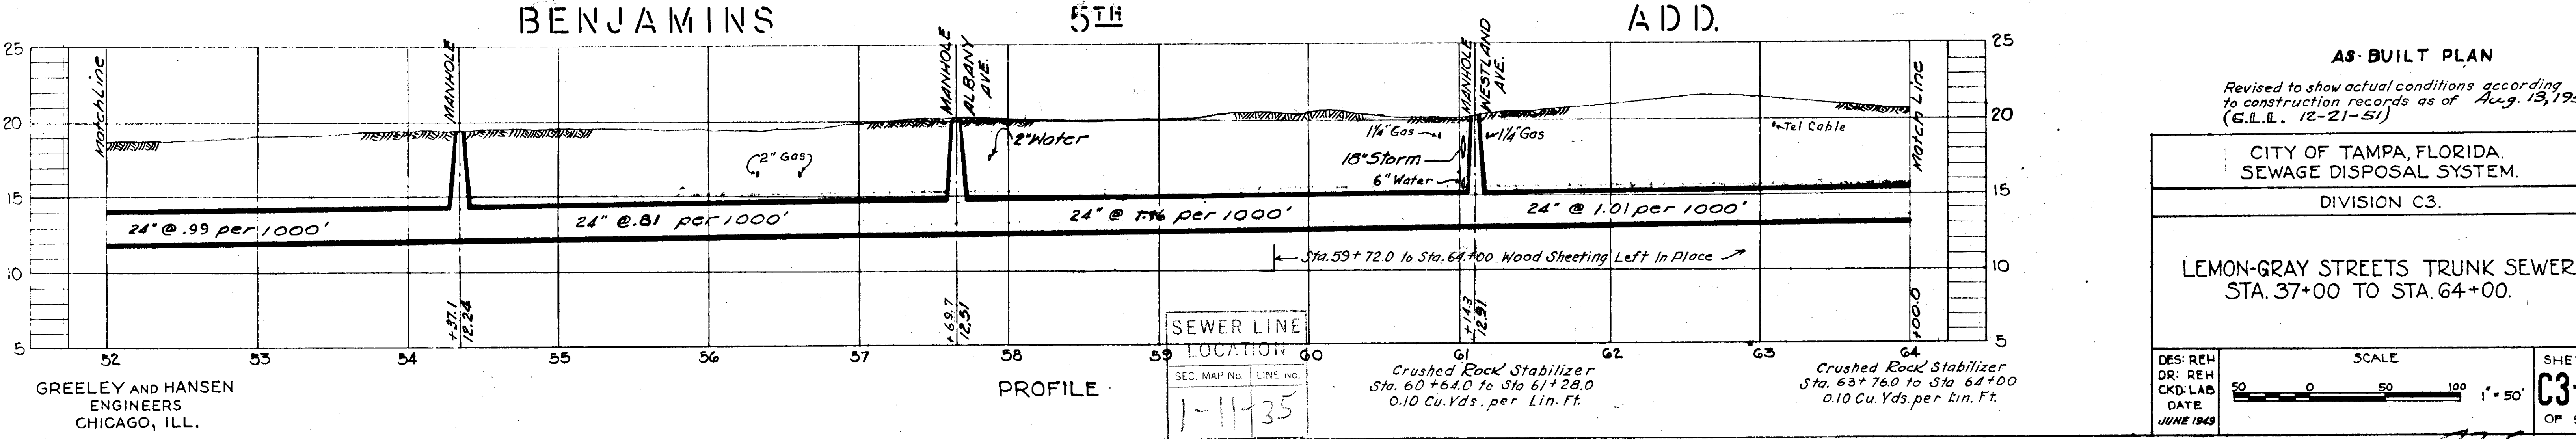 BENJAMINS 5TH ADD.
25
20
15
10
5
Match Line
MANHOLE
MANHOLE
ALBANY
AVE.
MANHOLE
WESTLAND
AVE.
Match Line
25
20
15
10
5
2" Gas
2" Water
1¼" Gas
1¼" Gas
18" Storm
6" Water
Tel Cable
24" @ .99 per 1000'
24" @ .81 per 1000'
24" @ per 1000'
24" @ 1.01 per 1000'
Sta. 59+72.0 to Sta. 64+00 Wood Sheeting Left In Place
12.24
+69.7
12.51
+14.3
12.91
+00.0
52 53 54 55 56 57 58 59 60 61 62 63 64
GREELEY AND HANSEN
ENGINEERS
CHICAGO, ILL.
PROFILE
SEWER LINE
LOCATION
SEC. MAP No. LINE NO.
1-11-35
Crushed Rock Stabilizer
Sta. 60+64.0 to Sta 61+28.0
0.10 Cu. Yds. per Lin. Ft.
Crushed Rock Stabilizer
Sta. 63+76.0 to Sta 64+00
0.10 Cu. Yds. per Lin. Ft.
AS-BUILT PLAN
Revised to show actual conditions according
to construction records as of Aug. 13,
(G.L.L. 12-21-51)
CITY OF TAMPA, FLORIDA.
SEWAGE DISPOSAL SYSTEM.
DIVISION C3.
LEMON-GRAY STREETS TRUNK SEWER
STA. 37+00 TO STA. 64+00.
DES: REH
DR: REH
CKD: LAB
DATE
JUNE 1949
SCALE
50 0 50 100 1" = 50'
C3-
OF